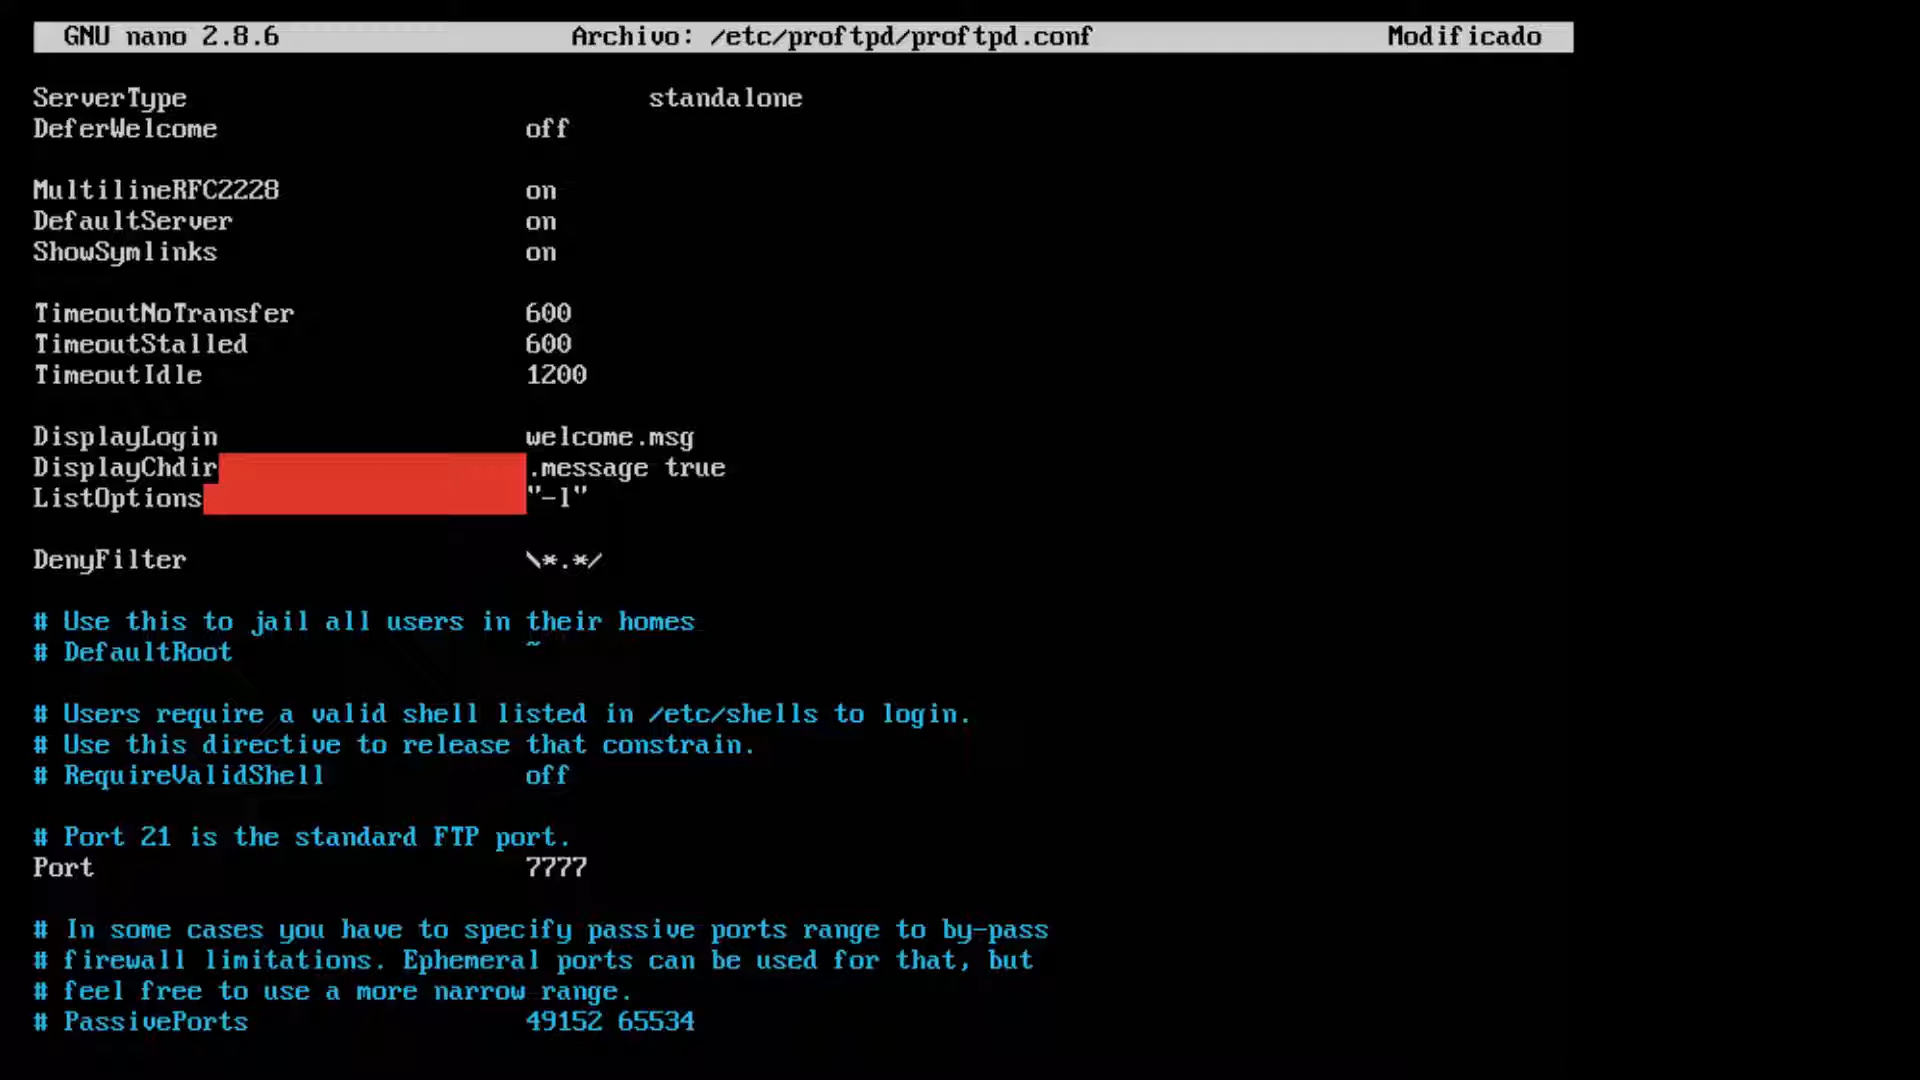 GNU nano 2.8.6 Archivo: /etc/proftpd/proftpd.conf Modificado
ServerType standalone
DeferWelcome off
MultilineRFC2228 on
DefaultServer on
ShowSymlinks on
TimeoutNoTransfer 600
TimeoutStalled 600
TimeoutIdle 1200
DisplayLogin welcome.msg
DisplayChdir .message true
ListOptions "-l"
DenyFilter \*.*/
# Use this to jail all users in their homes
# DefaultRoot ~
# Users require a valid shell listed in /etc/shells to login.
# Use this directive to release that constrain.
# RequireValidShell off
# Port 21 is the standard FTP port.
Port 7777
# In some cases you have to specify passive ports range to by-pass
# firewall limitations. Ephemeral ports can be used for that, but
# feel free to use a more narrow range.
# PassivePorts 49152 65534